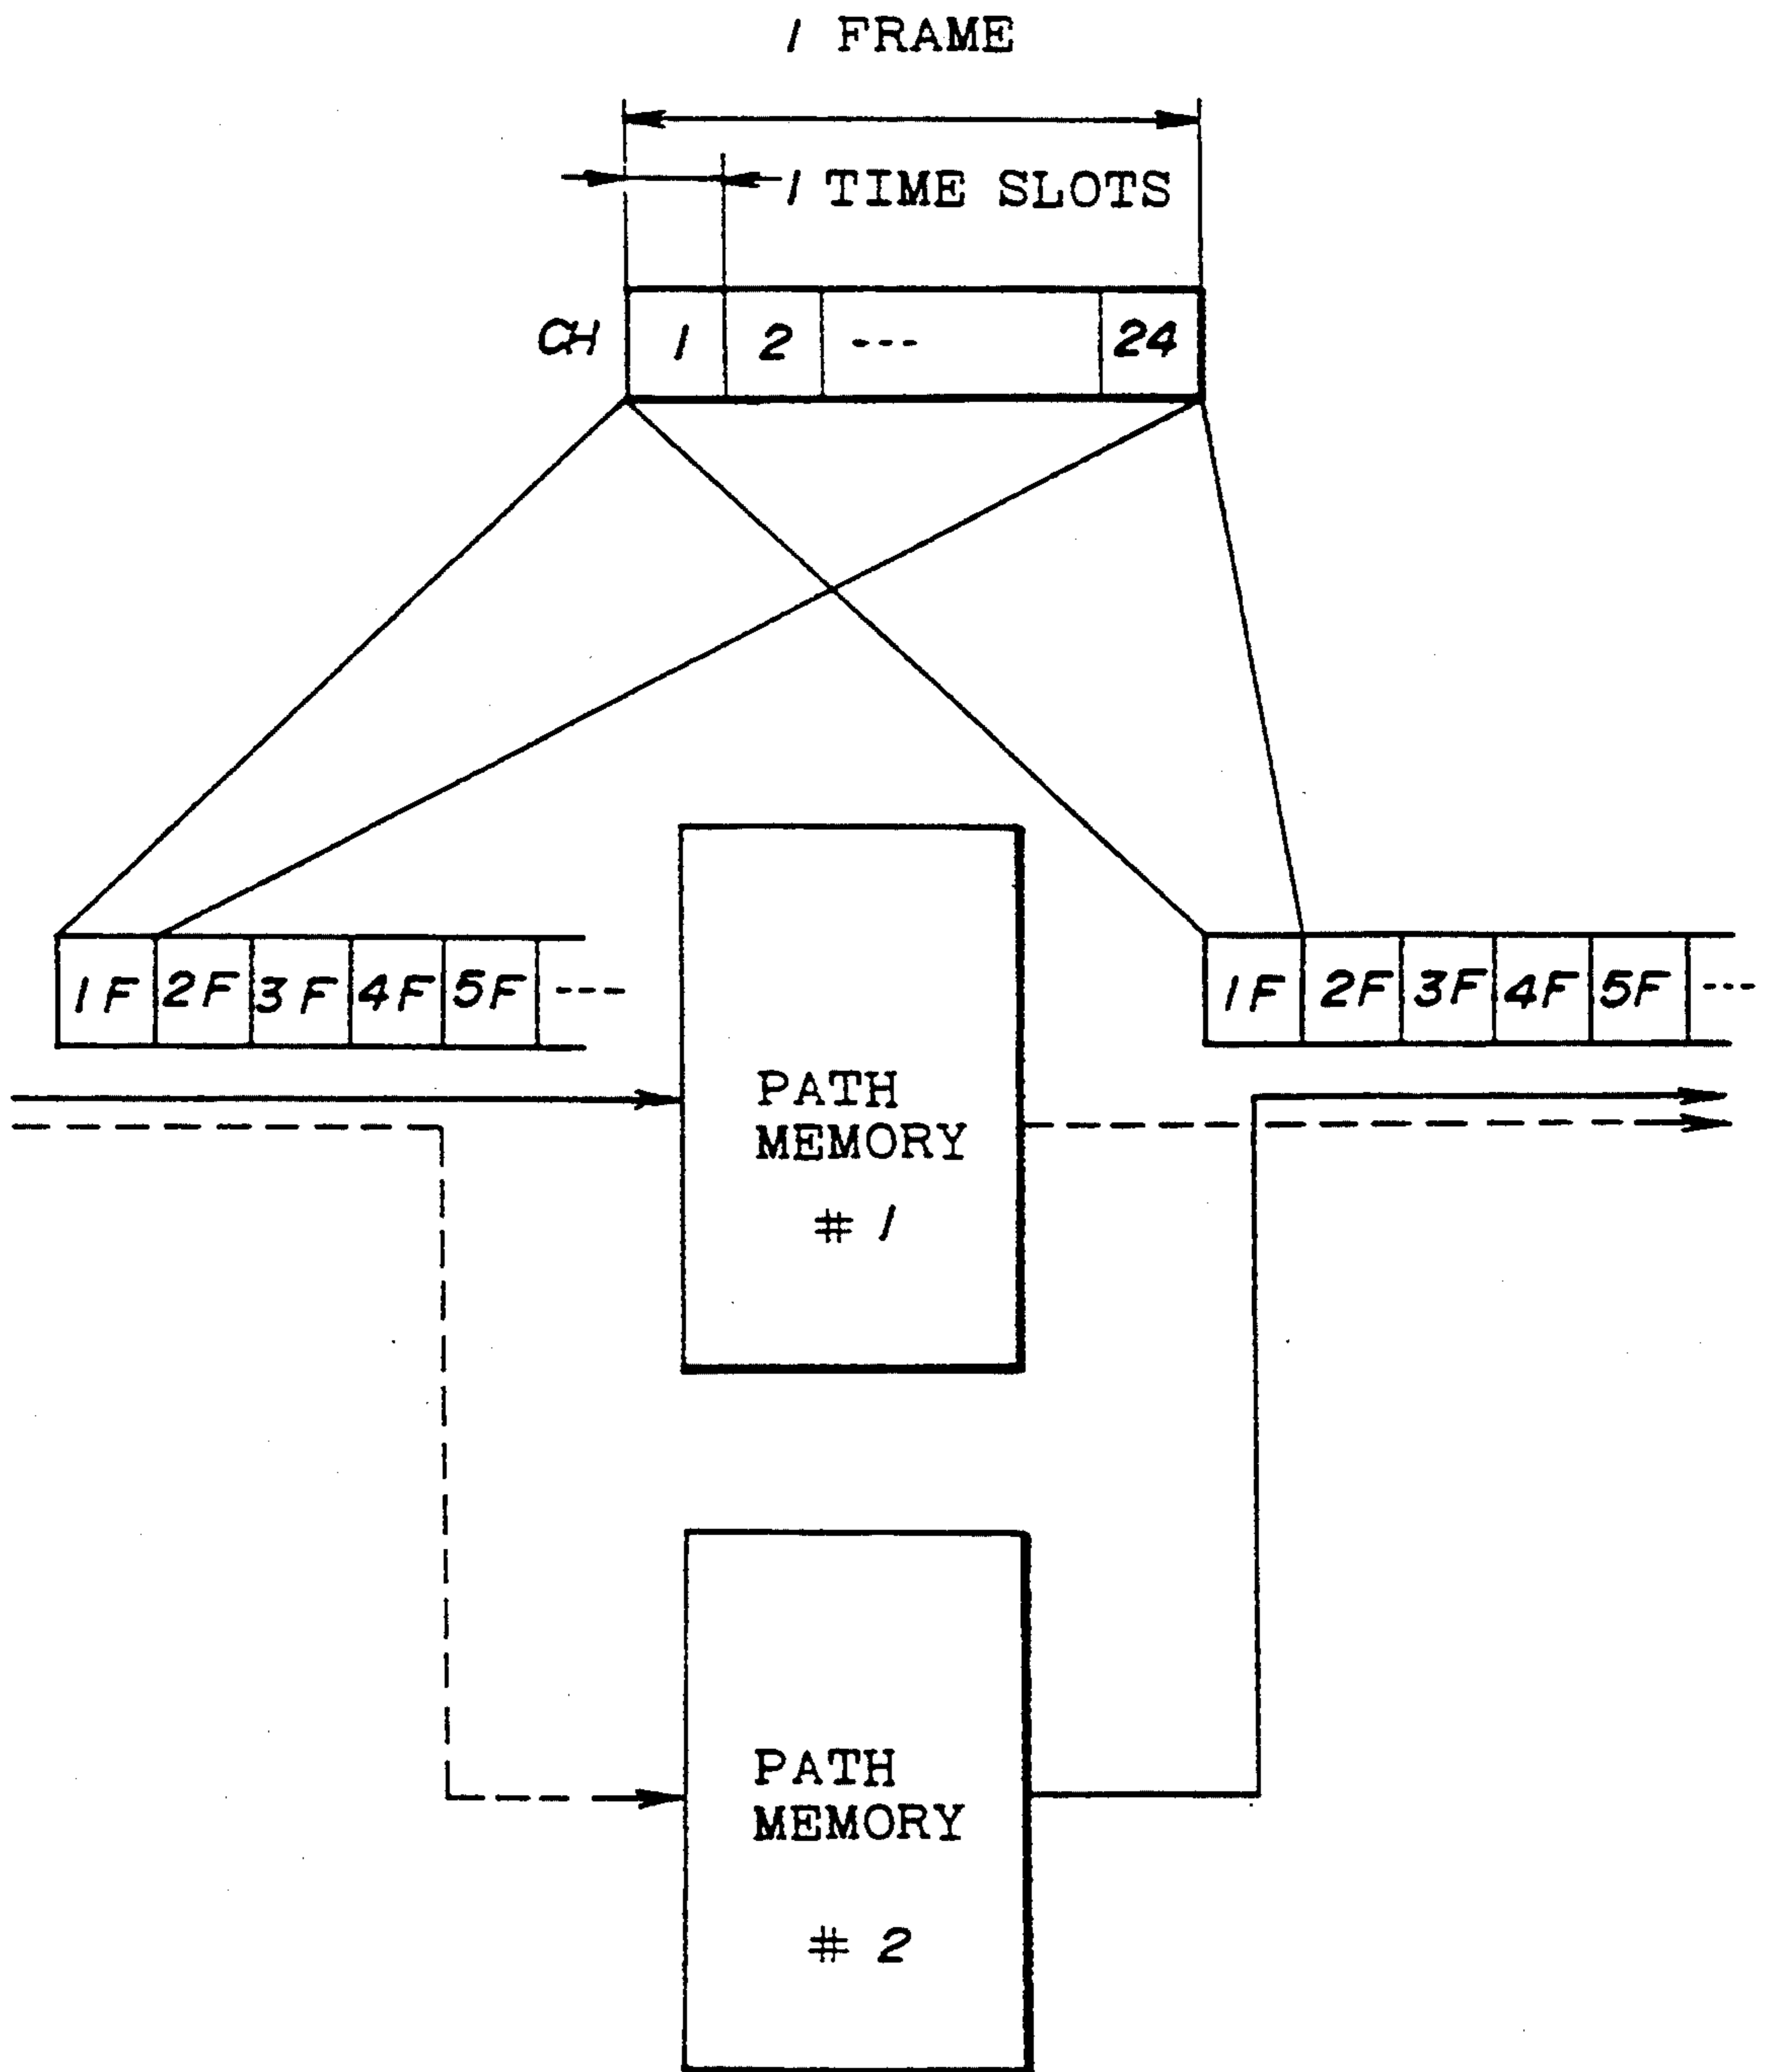 1 FRAME
1 TIME SLOTS
CH 1 2 --- 24
1F 2F 3F 4F 5F ---
1F 2F 3F 4F 5F ---
PATH
MEMORY
# 1
PATH
MEMORY
# 2